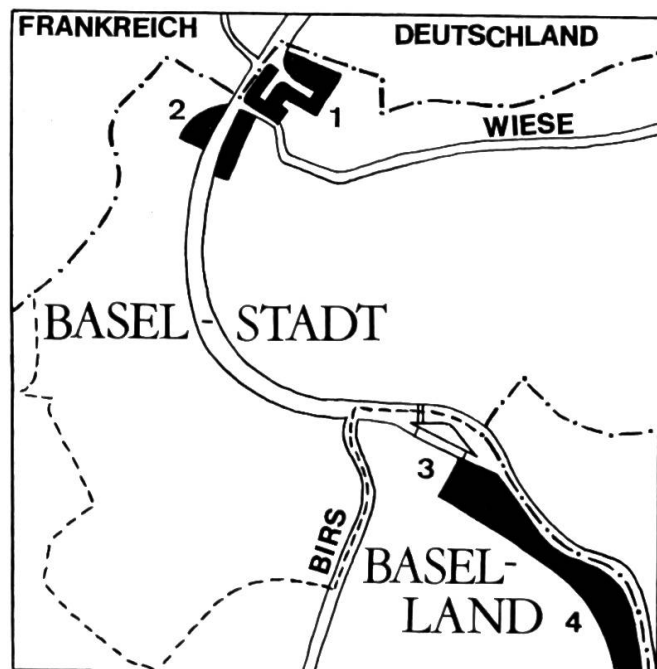 FRANKREICH
DEUTSCHLAND
2
1
WIESE
BASEL - STADT
3
BIRS
BASEL-
LAND 4